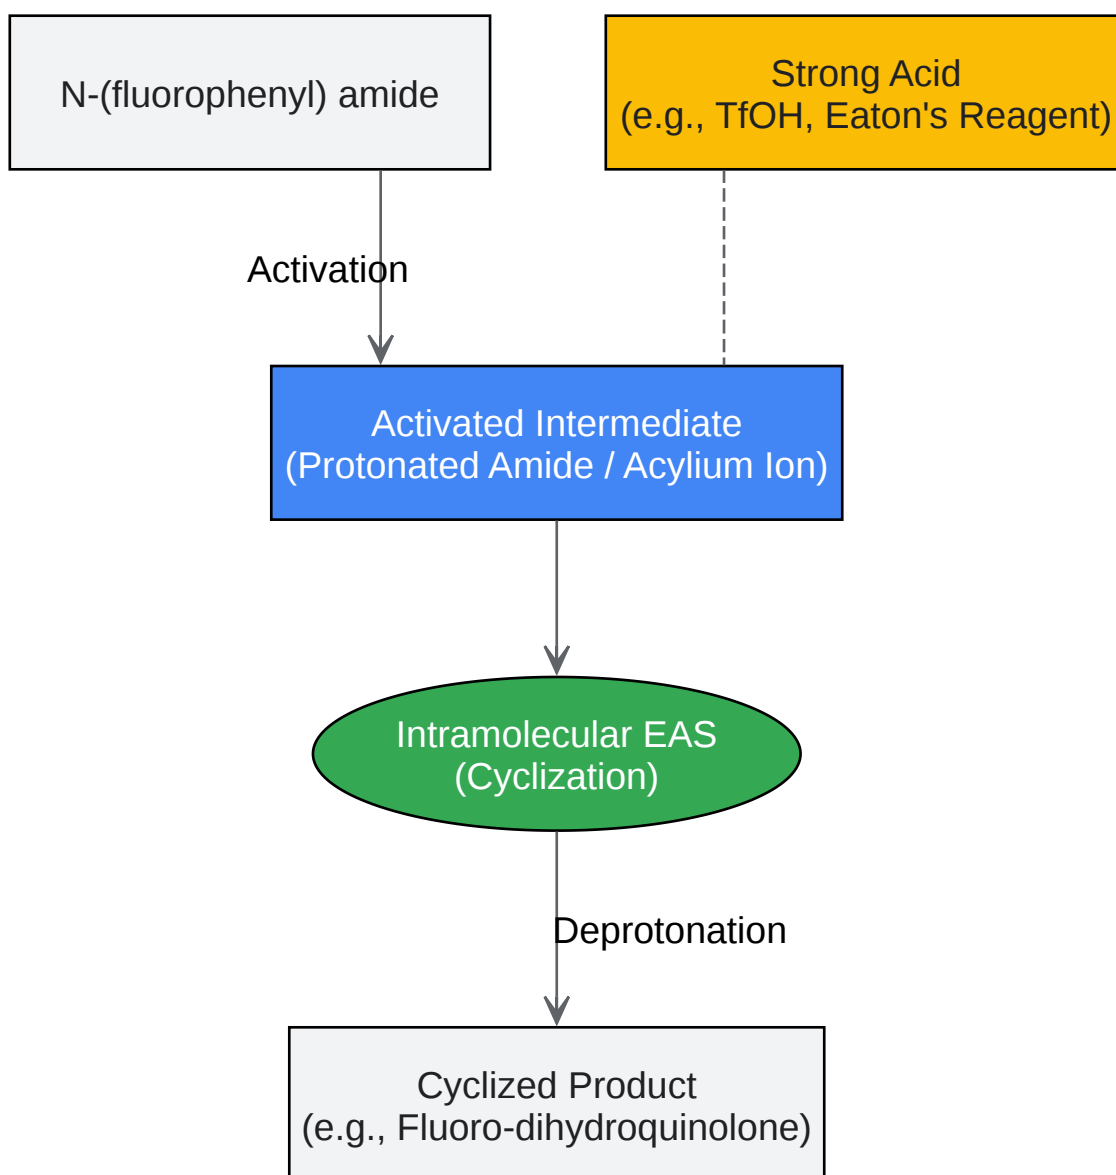 N-(fluorophenyl) amide
Strong Acid
(e.g., TfOH, Eaton's Reagent)
Activation
Activated Intermediate
(Protonated Amide / Acylium Ion)
Intramolecular EAS
(Cyclization)
Deprotonation
Cyclized Product
(e.g., Fluoro-dihydroquinolone)